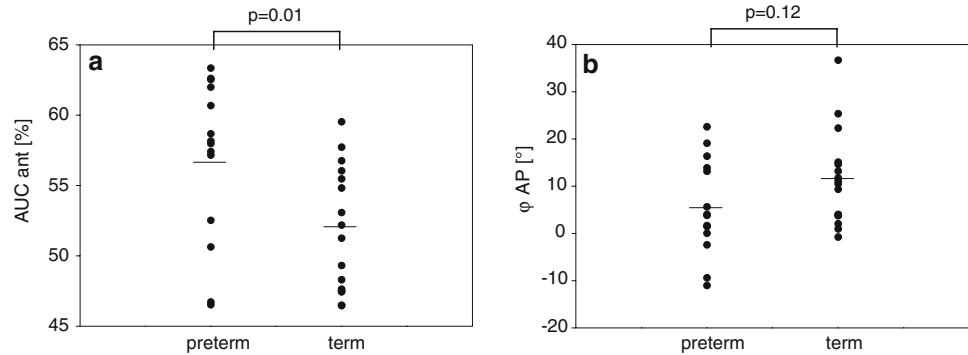 p=0.01
65
60
55
50
45
AUC ant [%]
a
preterm
term
p=0.12
40
30
20
10
0
-10
-20
φ AP [°]
b
preterm
term